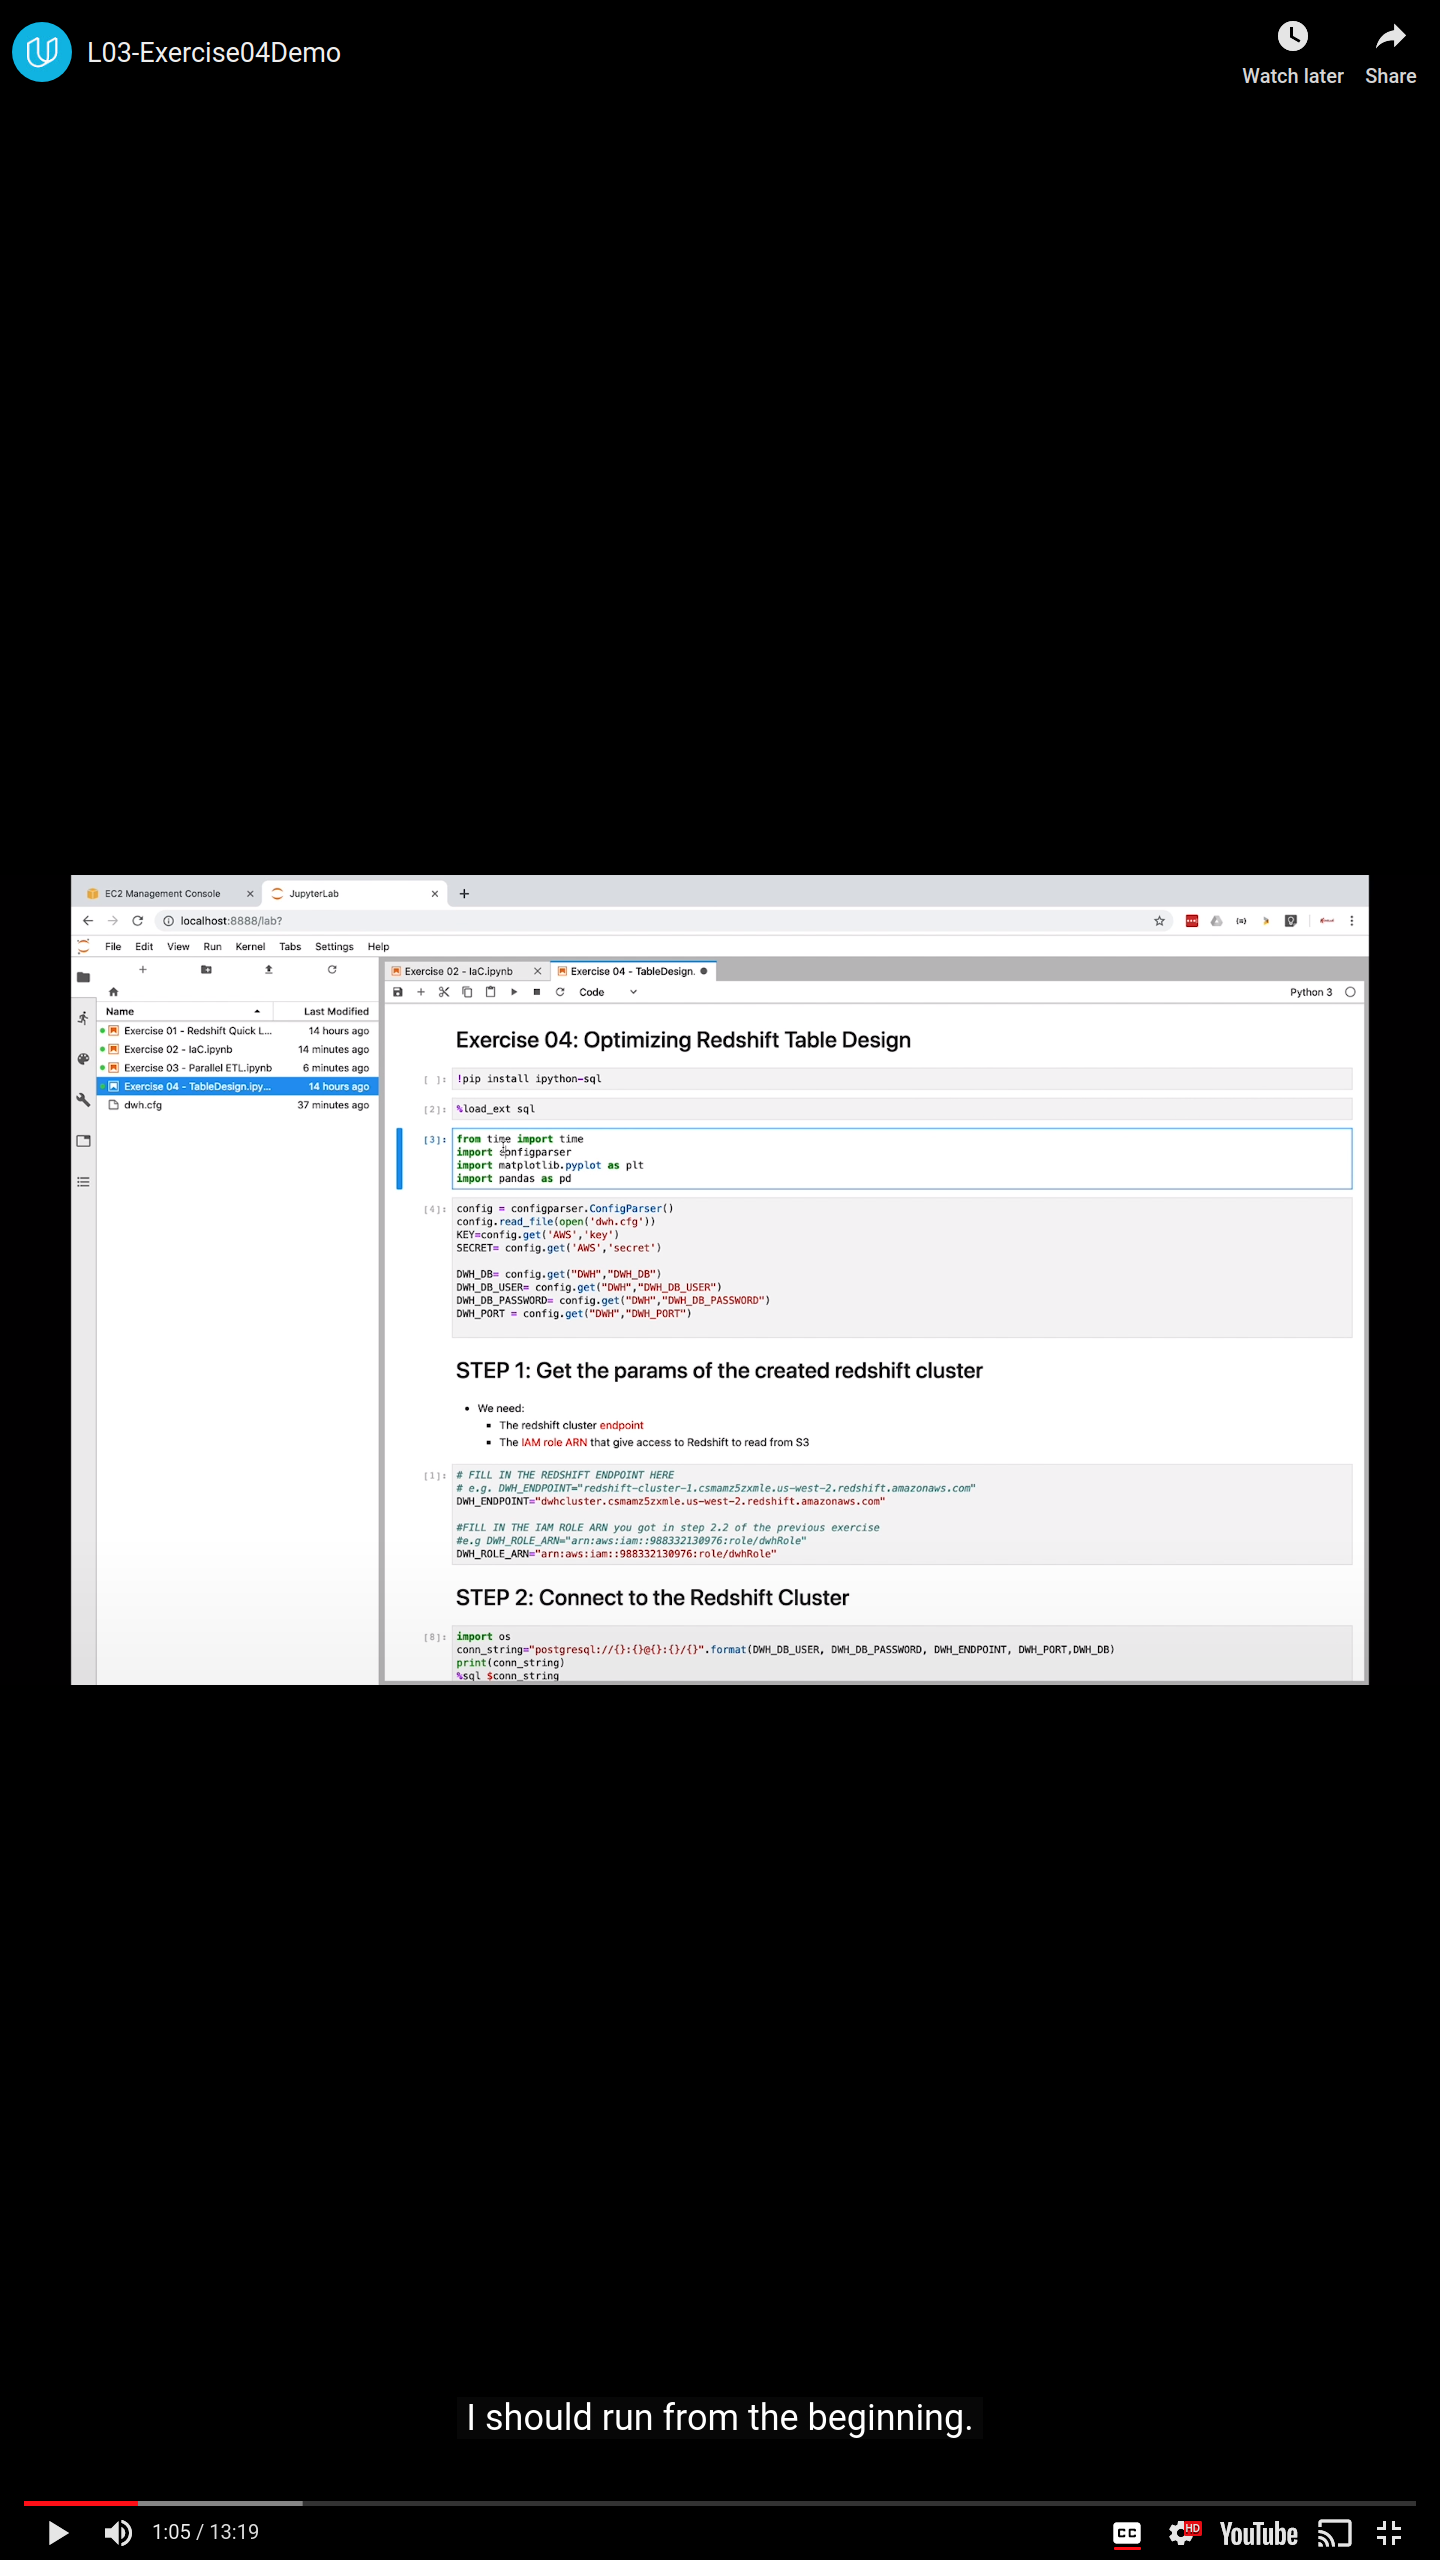 L03-Exercise04Demo
Watch later
Share
EC2 Management Console
JupyterLab
localhost:8888/lab?
File Edit View Run Kernel Tabs Settings Help
Exercise 02 - IaC.ipynb
Exercise 04 - TableDesign.
Code
Python 3
Name
Last Modified
Exercise 01 - Redshift Quick L... 14 hours ago
Exercise 02 - IaC.ipynb 14 minutes ago
Exercise 03 - Parallel ETL.ipynb 6 minutes ago
Exercise 04 - TableDesign.ipy... 14 hours ago
dwh.cfg 37 minutes ago
Exercise 04: Optimizing Redshift Table Design
[ ]: !pip install ipython-sql
[2]: %load_ext sql
[3]: from time import time
import configparser
import matplotlib.pyplot as plt
import pandas as pd
[4]: config = configparser.ConfigParser()
config.read_file(open('dwh.cfg'))
KEY=config.get('AWS','key')
SECRET= config.get('AWS','secret')
DWH_DB= config.get("DWH","DWH_DB")
DWH_DB_USER= config.get("DWH","DWH_DB_USER")
DWH_DB_PASSWORD= config.get("DWH","DWH_DB_PASSWORD")
DWH_PORT = config.get("DWH","DWH_PORT")
STEP 1: Get the params of the created redshift cluster
• We need:
▪ The redshift cluster endpoint
▪ The IAM role ARN that give access to Redshift to read from S3
[1]: # FILL IN THE REDSHIFT ENDPOINT HERE
# e.g. DWH_ENDPOINT="redshift-cluster-1.csmamz5zxmle.us-west-2.redshift.amazonaws.com"
DWH_ENDPOINT="dwhcluster.csmamz5zxmle.us-west-2.redshift.amazonaws.com"
#FILL IN THE IAM ROLE ARN you got in step 2.2 of the previous exercise
#e.g DWH_ROLE_ARN="arn:aws:iam::988332130976:role/dwhRole"
DWH_ROLE_ARN="arn:aws:iam::988332130976:role/dwhRole"
STEP 2: Connect to the Redshift Cluster
[8]: import os
conn_string="postgresql://{}:{}@{}:{}/{}".format(DWH_DB_USER, DWH_DB_PASSWORD, DWH_ENDPOINT, DWH_PORT,DWH_DB)
print(conn_string)
%sql $conn_string
I should run from the beginning.
1:05 / 13:19
CC
HD
YouTube